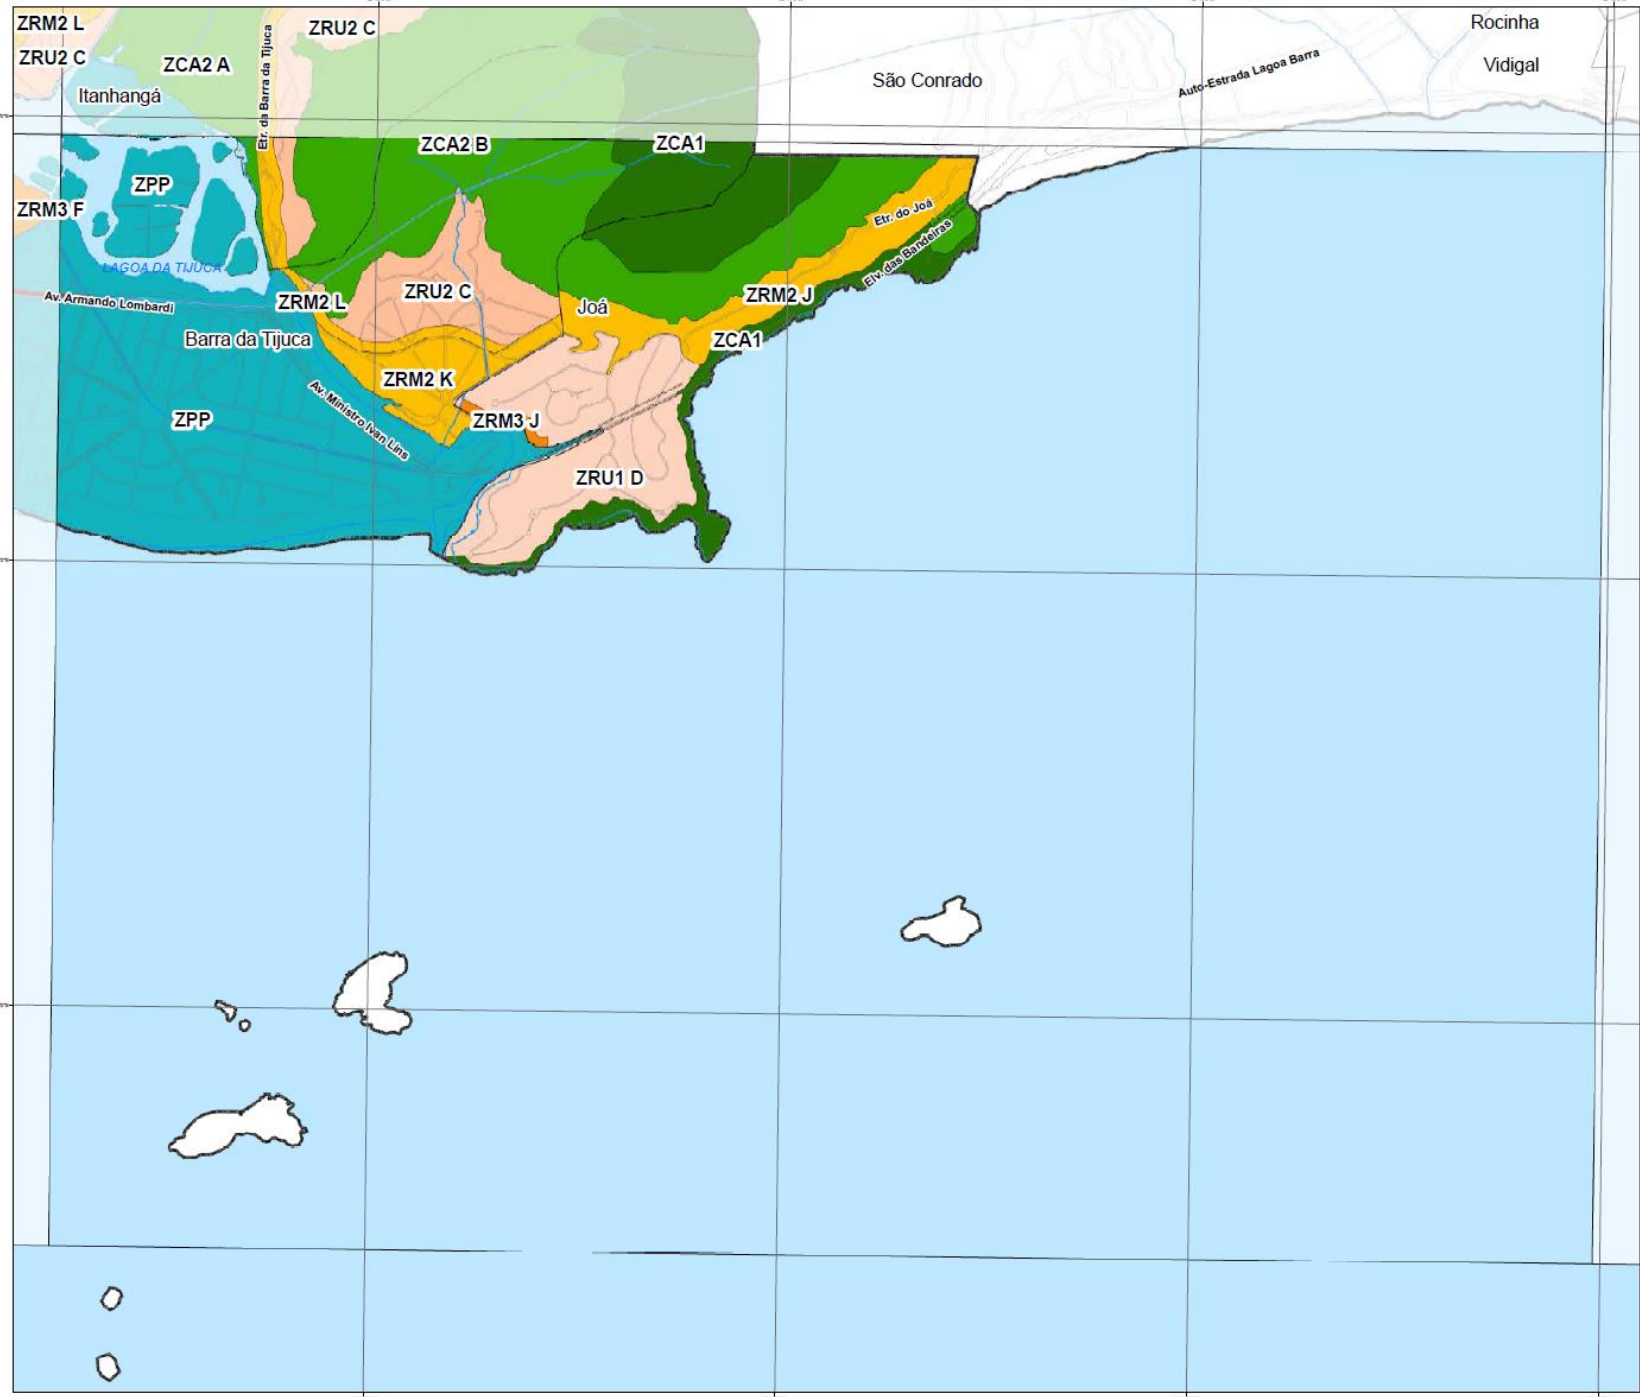 ZRM2 L
ZRU2 C
Rocinha
ZRU2 C
ZCA2 A
Vidigal
São Conrado
Auto-Estrada Lagoa Barra
Itanhangá
Etr. da Barra da Tijuca
ZCA2 B
ZCA1
ZPP
ZRM3 F
Etr. do Joá
Elv. das Bandeiras
LAGOA DA TIJUCA
ZRU2 C
ZRM2 J
Av. Armando Lombardi
ZRM2 L
Joá
Barra da Tijuca
ZCA1
ZRM2 K
Av. Ministro Ivan Lins
ZPP
ZRM3 J
ZRU1 D